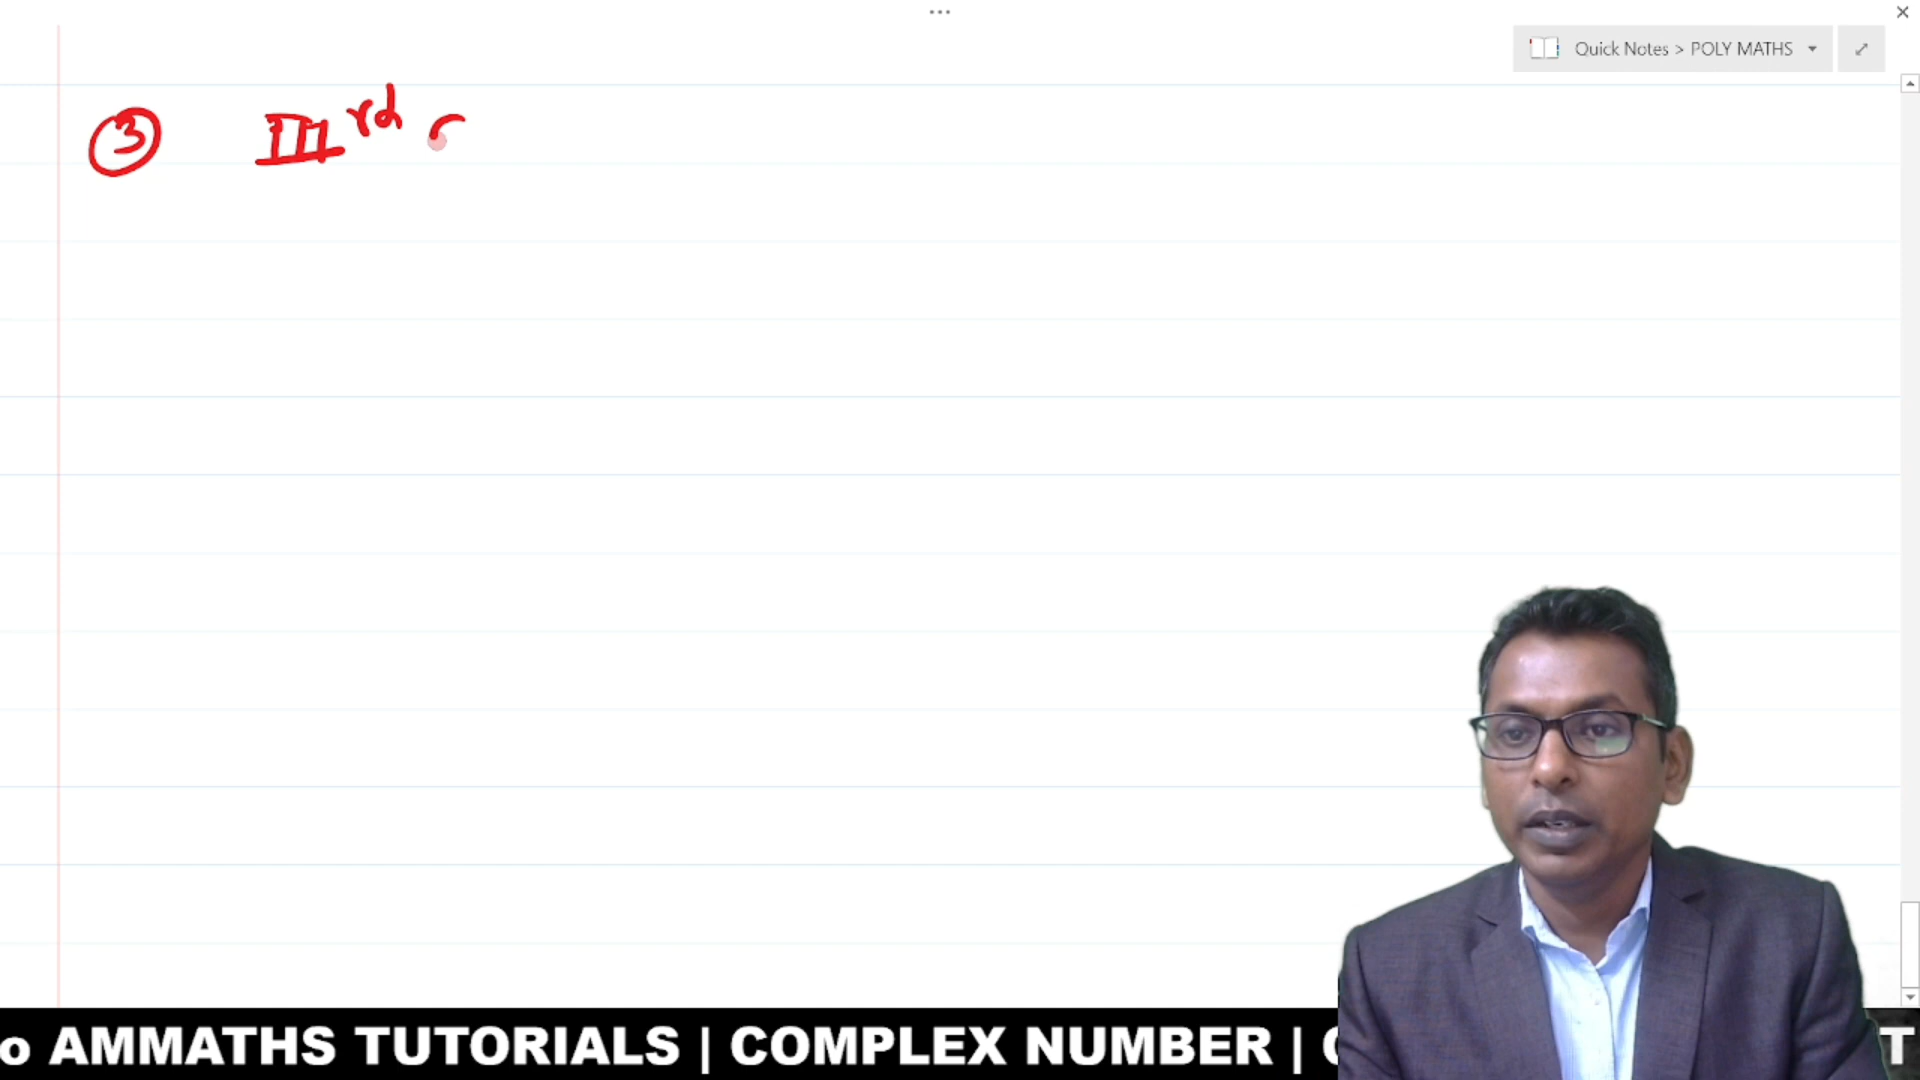 Quick Notes > POLY MATHS
3 IIIrd
o AMMATHS TUTORIALS | COMPLEX NUMBER | C T